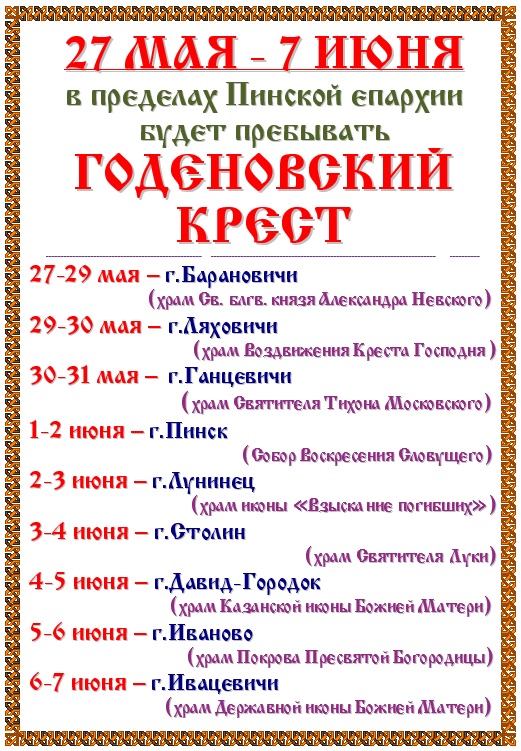 27 МАЯ - 7 ИЮНЯ
в пределах Пинской епархии
будет пребывать
ГОДЕНОВСКИЙ
КРЕСТ
27-29 мая – г.Барановичи
(храм Св. блгв. князя Александра Невского)
29-30 мая – г.Ляховичи
(храм Воздвижения Креста Господня )
30-31 мая – г.Ганцевичи
(храм Святителя Тихона Московского)
1-2 июня – г.Пинск
(Собор Воскресения Словущего)
2-3 июня – г.Лунинец
(храм иконы «Взыска ние погибших» )
3-4 июня – г.Столин
(храм Святителя Луки)
4-5 июня – г.Давид-Городок
(храм Казанской иконы Божией Матери)
5-6 июня – г.Иваново
(храм Покрова Пресвятой Богородицы)
6-7 июня – г.Ивацевичи
(храм Державной иконы Божией Матери)